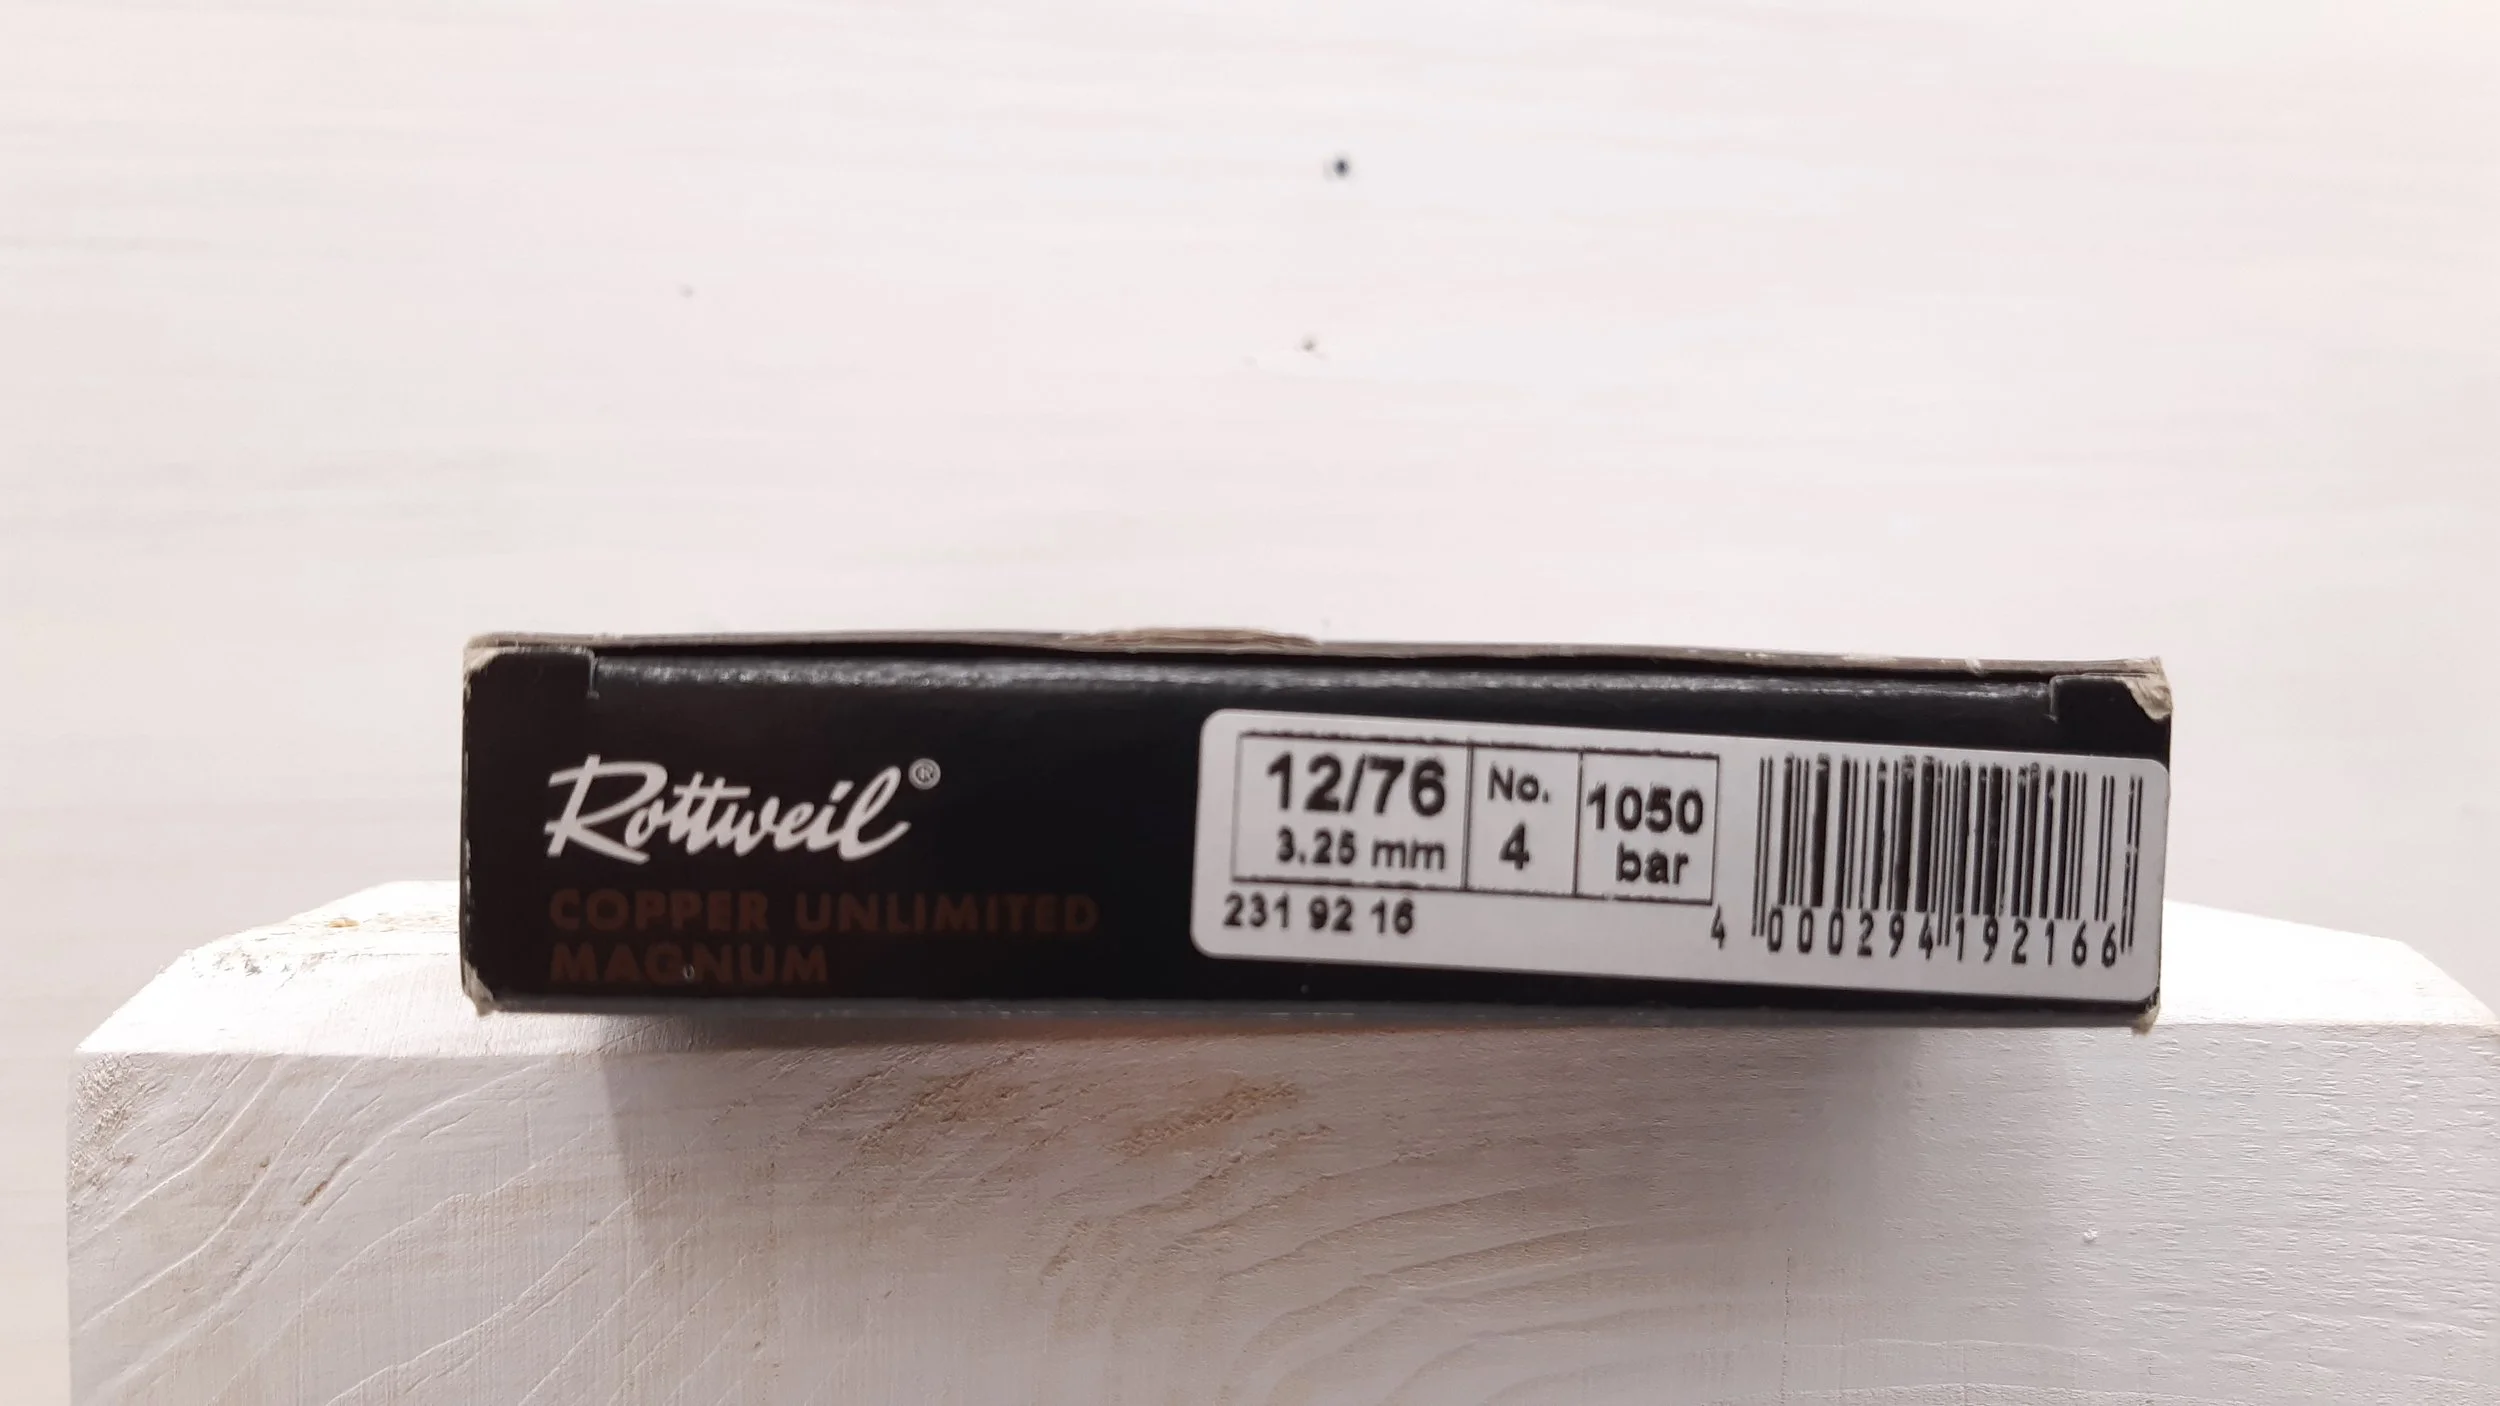 Rottweil®
COPPER UNLIMITED
MAGNUM
12/76
3.25 mm
No.
4
1050
bar
231 92 16
4 000294 192166